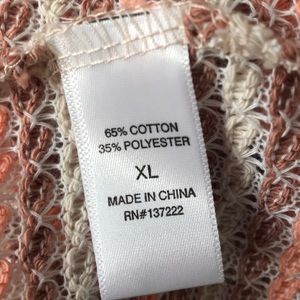 65% COTTON
35% POLYESTER
XL
MADE IN CHINA
RN#137222